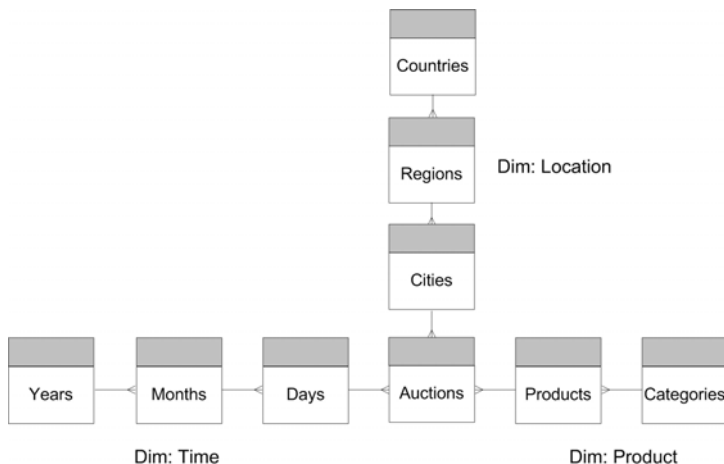 Countries
Regions
Dim: Location
Cities
Years
Months
Days
Auctions
Products
Categories
Dim: Time
Dim: Product